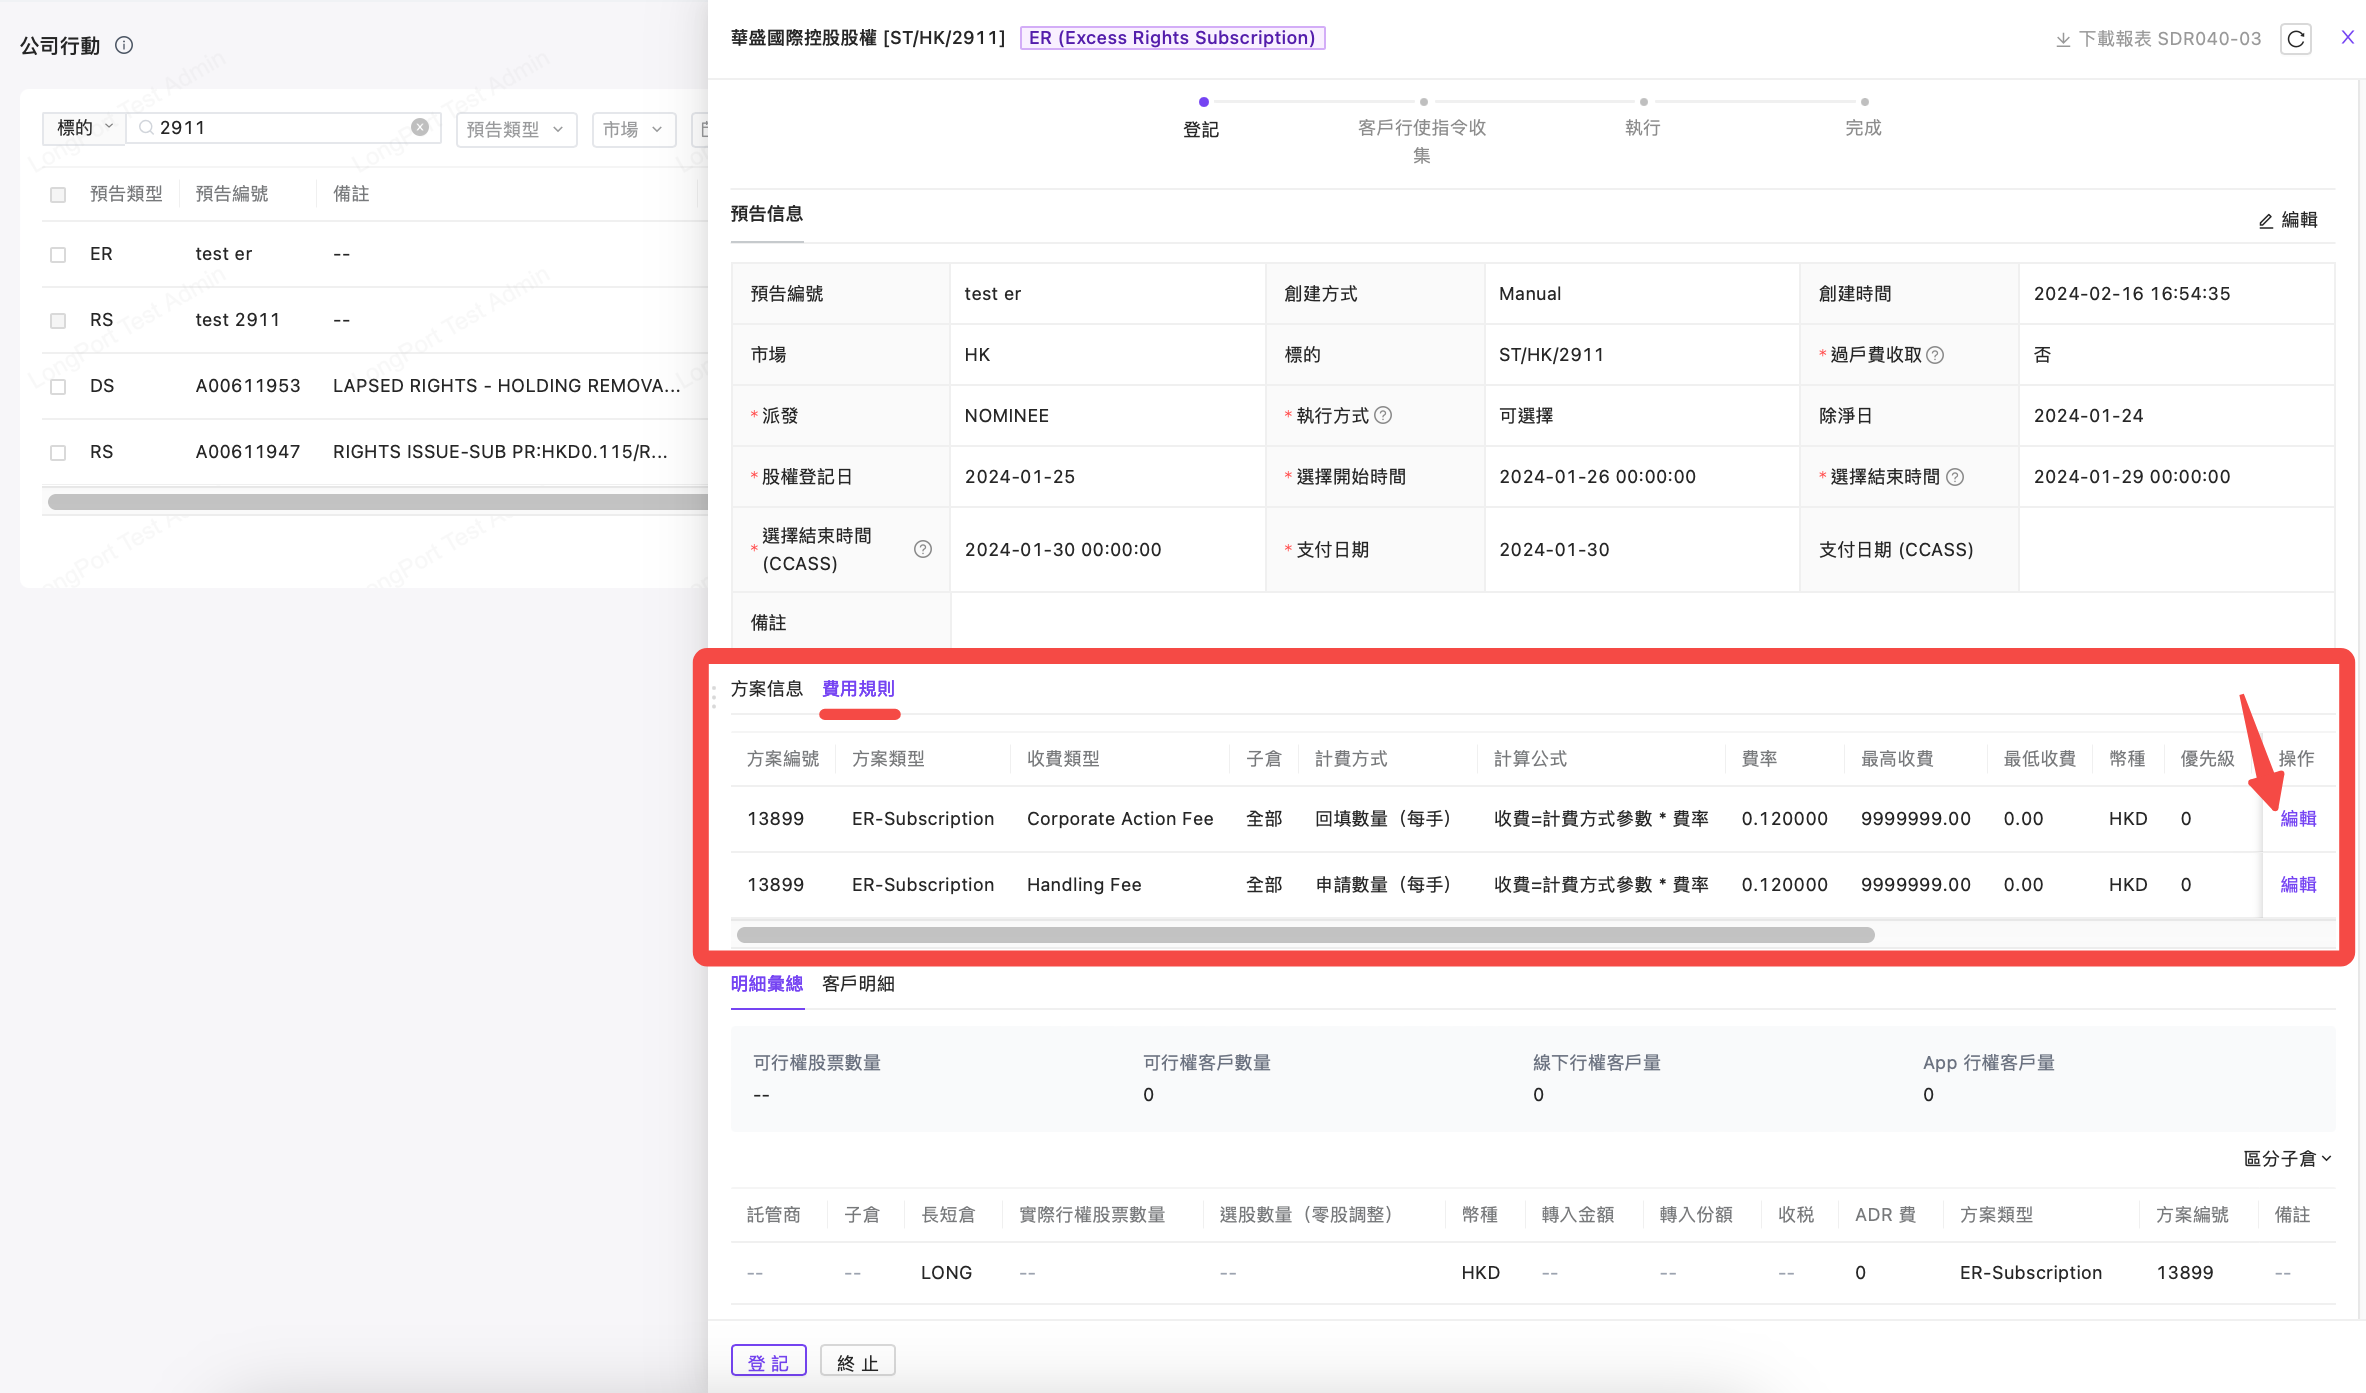 公司行動
標的 2911 預告類型 市場
預告類型 預告編號 備註
ER test er --
RS test 2911 --
DS A00611953 LAPSED RIGHTS - HOLDING REMOVA...
RS A00611947 RIGHTS ISSUE-SUB PR:HKD0.115/R...
LongPort Test Admin
華盛國際控股股權 [ST/HK/2911] ER (Excess Rights Subscription) 下載報表 SDR040-03
登記 客戶行使指令收集 執行 完成
預告信息 編輯
預告編號 test er 創建方式 Manual 創建時間 2024-02-16 16:54:35
市場 HK 標的 ST/HK/2911 * 過戶費收取 否
* 派發 NOMINEE * 執行方式 可選擇 除淨日 2024-01-24
* 股權登記日 2024-01-25 * 選擇開始時間 2024-01-26 00:00:00 * 選擇結束時間 2024-01-29 00:00:00
* 選擇結束時間 (CCASS) 2024-01-30 00:00:00 * 支付日期 2024-01-30 支付日期 (CCASS)
備註
方案信息 費用規則
方案編號 方案類型 收費類型 子倉 計費方式 計算公式 費率 最高收費 最低收費 幣種 優先級 操作
13899 ER-Subscription Corporate Action Fee 全部 回填數量（每手） 收費=計費方式參數 * 費率 0.120000 9999999.00 0.00 HKD 0 編輯
13899 ER-Subscription Handling Fee 全部 申請數量（每手） 收費=計費方式參數 * 費率 0.120000 9999999.00 0.00 HKD 0 編輯
明細彙總 客戶明細
可行權股票數量 可行權客戶數量 線下行權客戶量 App 行權客戶量
-- 0 0 0
區分子倉
託管商 子倉 長短倉 實際行權股票數量 選股數量（零股調整） 幣種 轉入金額 轉入份額 收税 ADR 費 方案類型 方案編號 備註
-- -- LONG -- -- HKD -- -- -- 0 ER-Subscription 13899 --
登 記 終 止